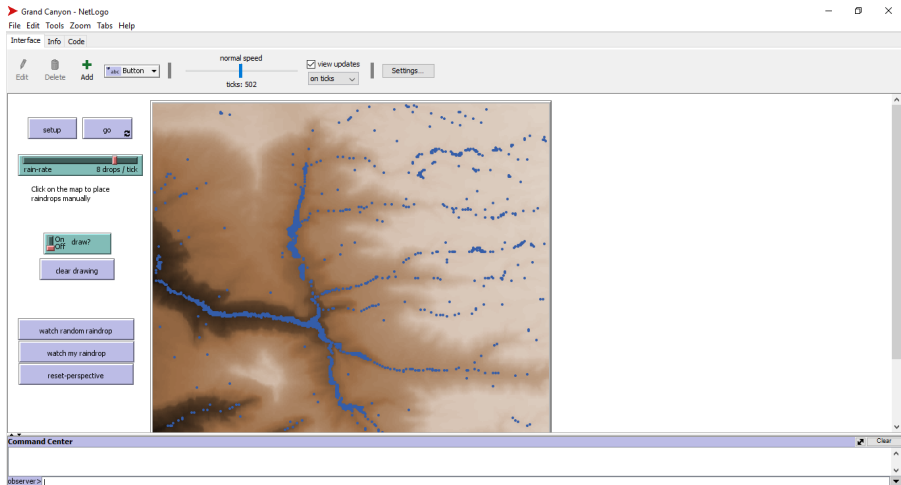 Grand Canyon - NetLogo
File Edit Tools Zoom Tabs Help
Interface Info Code
normal speed
view updates
abc Button
Settings...
on ticks
Edit Delete Add
ticks: 502
setup go
rain-rate 8 drops / tick
Click on the map to place
raindrops manually
On
Off
draw?
clear drawing
watch random raindrop
watch my raindrop
reset-perspective
Command Center
Clear
observer>